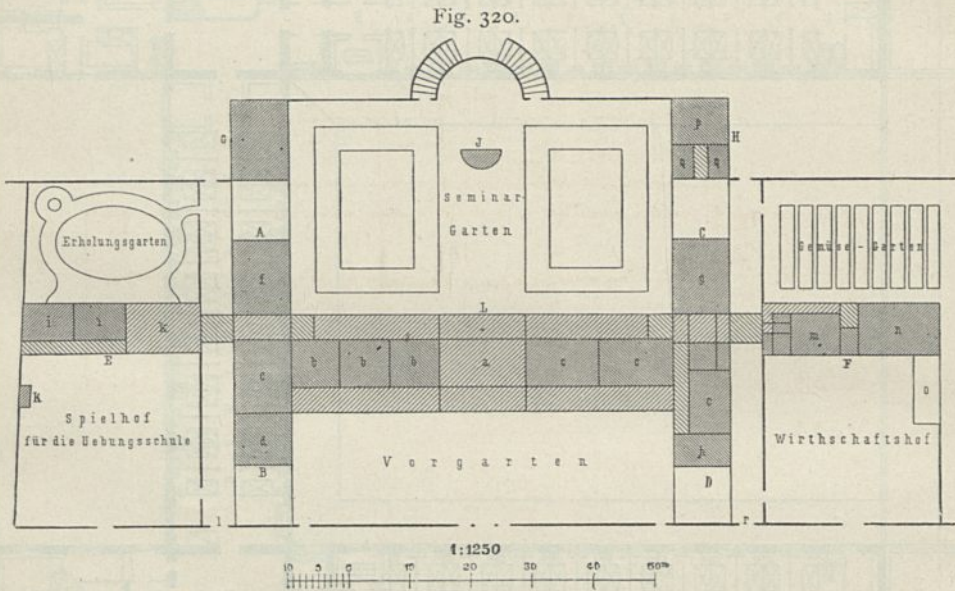 Fig. 320.
G
p
H
J
q
q
Seminar-
Garten
A
C
Erholungsgarten
Gemüse-Garten
f
g
L
i
i
k
E
b
b
b
a
c
c
m
n
F
e
c
k
o
Spielhof
für die Uebungsschule
d
B
Vorgarten
h
D
Wirthschaftshof
l
r
1:1250
10
5
0
10
20
30
40
50m